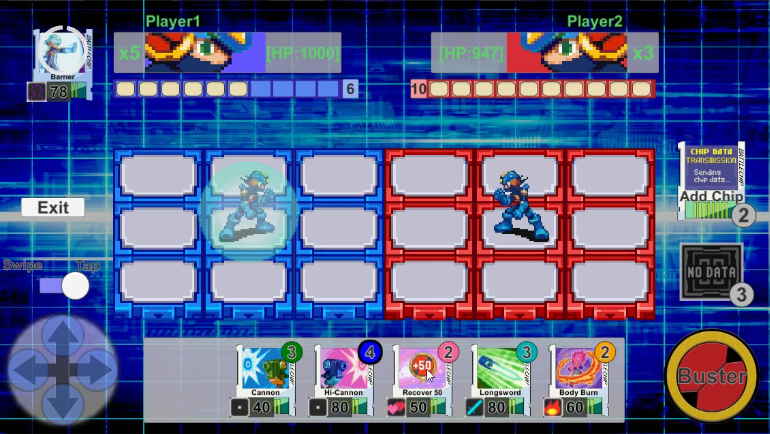 Player1
Player2
x5
[HP:1000]
[HP:947]
x3
Barner
78
6
10
CHIP DATA
TRANSMISSION
Sending
chip data...
Add Chip
2
Exit
Swipe
Tap
NO DATA
3
Buster
3
4
2
3
2
+50
Cannon
Hi-Cannon
Recover 50
Longsword
Body Burn
40
80
50
80
60